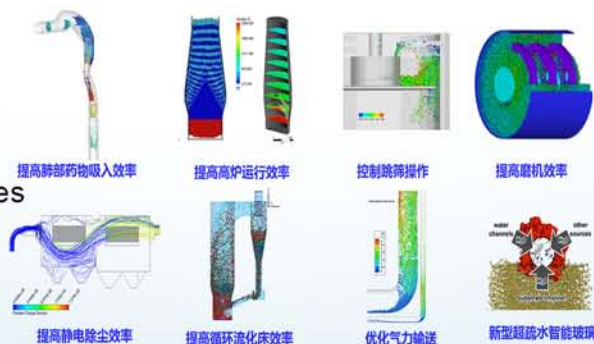 提高肺部药物吸入效率
提高高炉运行效率
控制跳筛操作
提高磨机效率
es
water channels
other sources
提高静电除尘效率
提高循环流化床效率
优化气力输送
新型超疏水智能玻璃